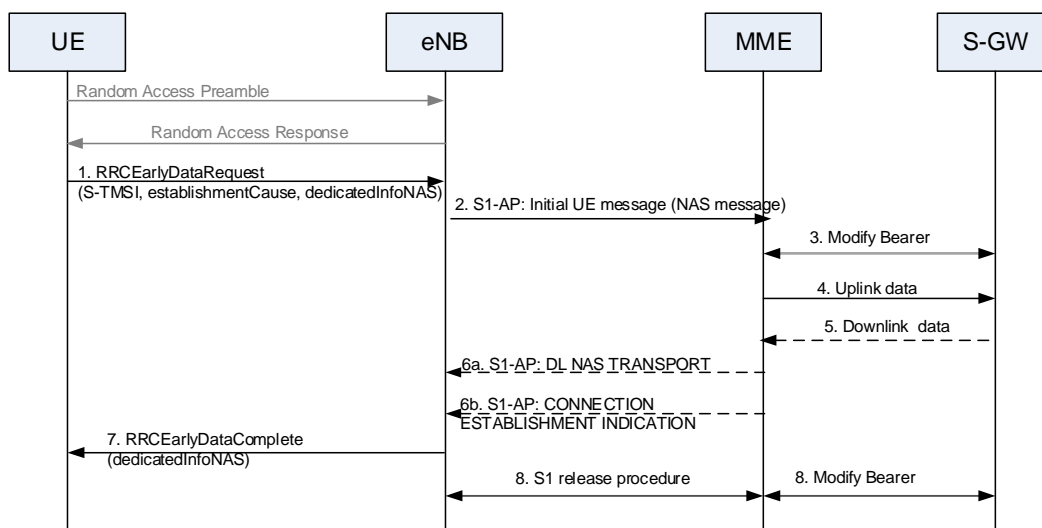 UE
eNB
MME
S-GW
Random Access Preamble
Random Access Response
1. RRCEarlyDataRequest
(S-TMSI, establishmentCause, dedicatedInfoNAS)
2. S1-AP: Initial UE message (NAS message)
3. Modify Bearer
4. Uplink data
5. Downlink data
6a. S1-AP: DL NAS TRANSPORT
6b. S1-AP: CONNECTION
ESTABLISHMENT INDICATION
7. RRCEarlyDataComplete
(dedicatedInfoNAS)
8. S1 release procedure
8. Modify Bearer